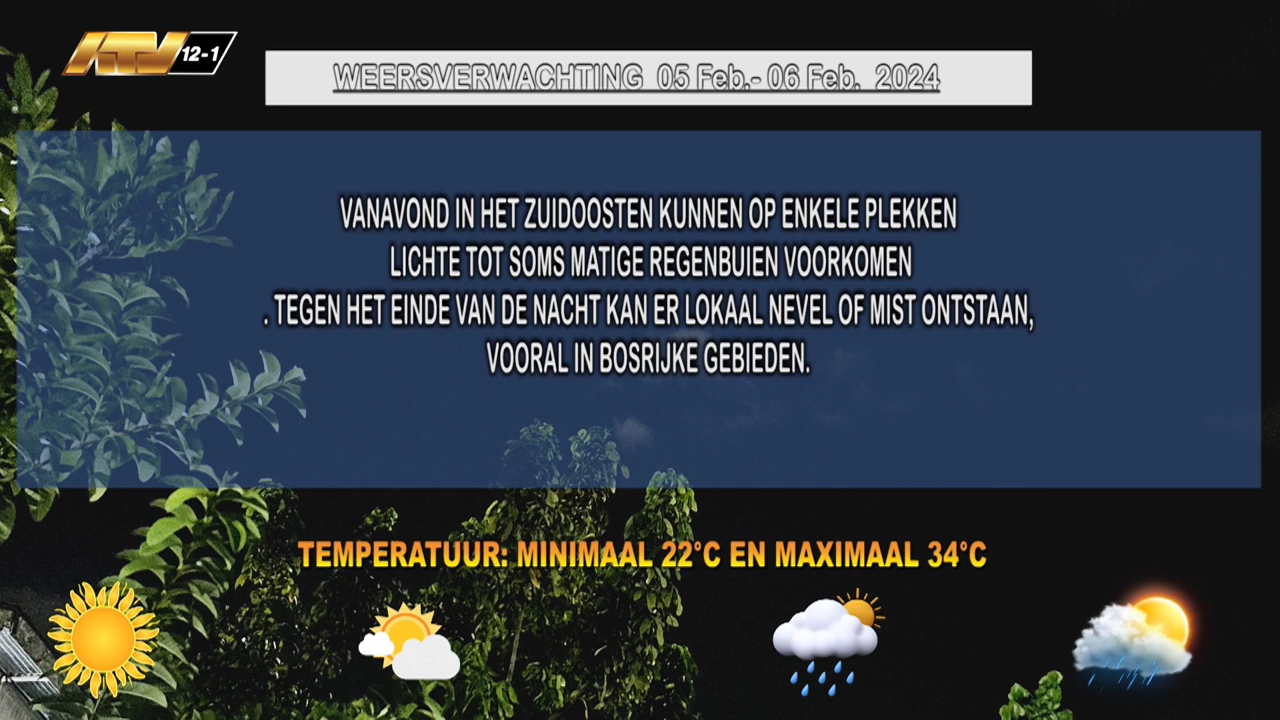 ATV 12-1
WEERSVERWACHTING 05 Feb.- 06 Feb. 2024
VANAVOND IN HET ZUIDOOSTEN KUNNEN OP ENKELE PLEKKEN
LICHTE TOT SOMS MATIGE REGENBUIEN VOORKOMEN
. TEGEN HET EINDE VAN DE NACHT KAN ER LOKAAL NEVEL OF MIST ONTSTAAN,
VOORAL IN BOSRIJKE GEBIEDEN.
TEMPERATUUR: MINIMAAL 22°C EN MAXIMAAL 34°C